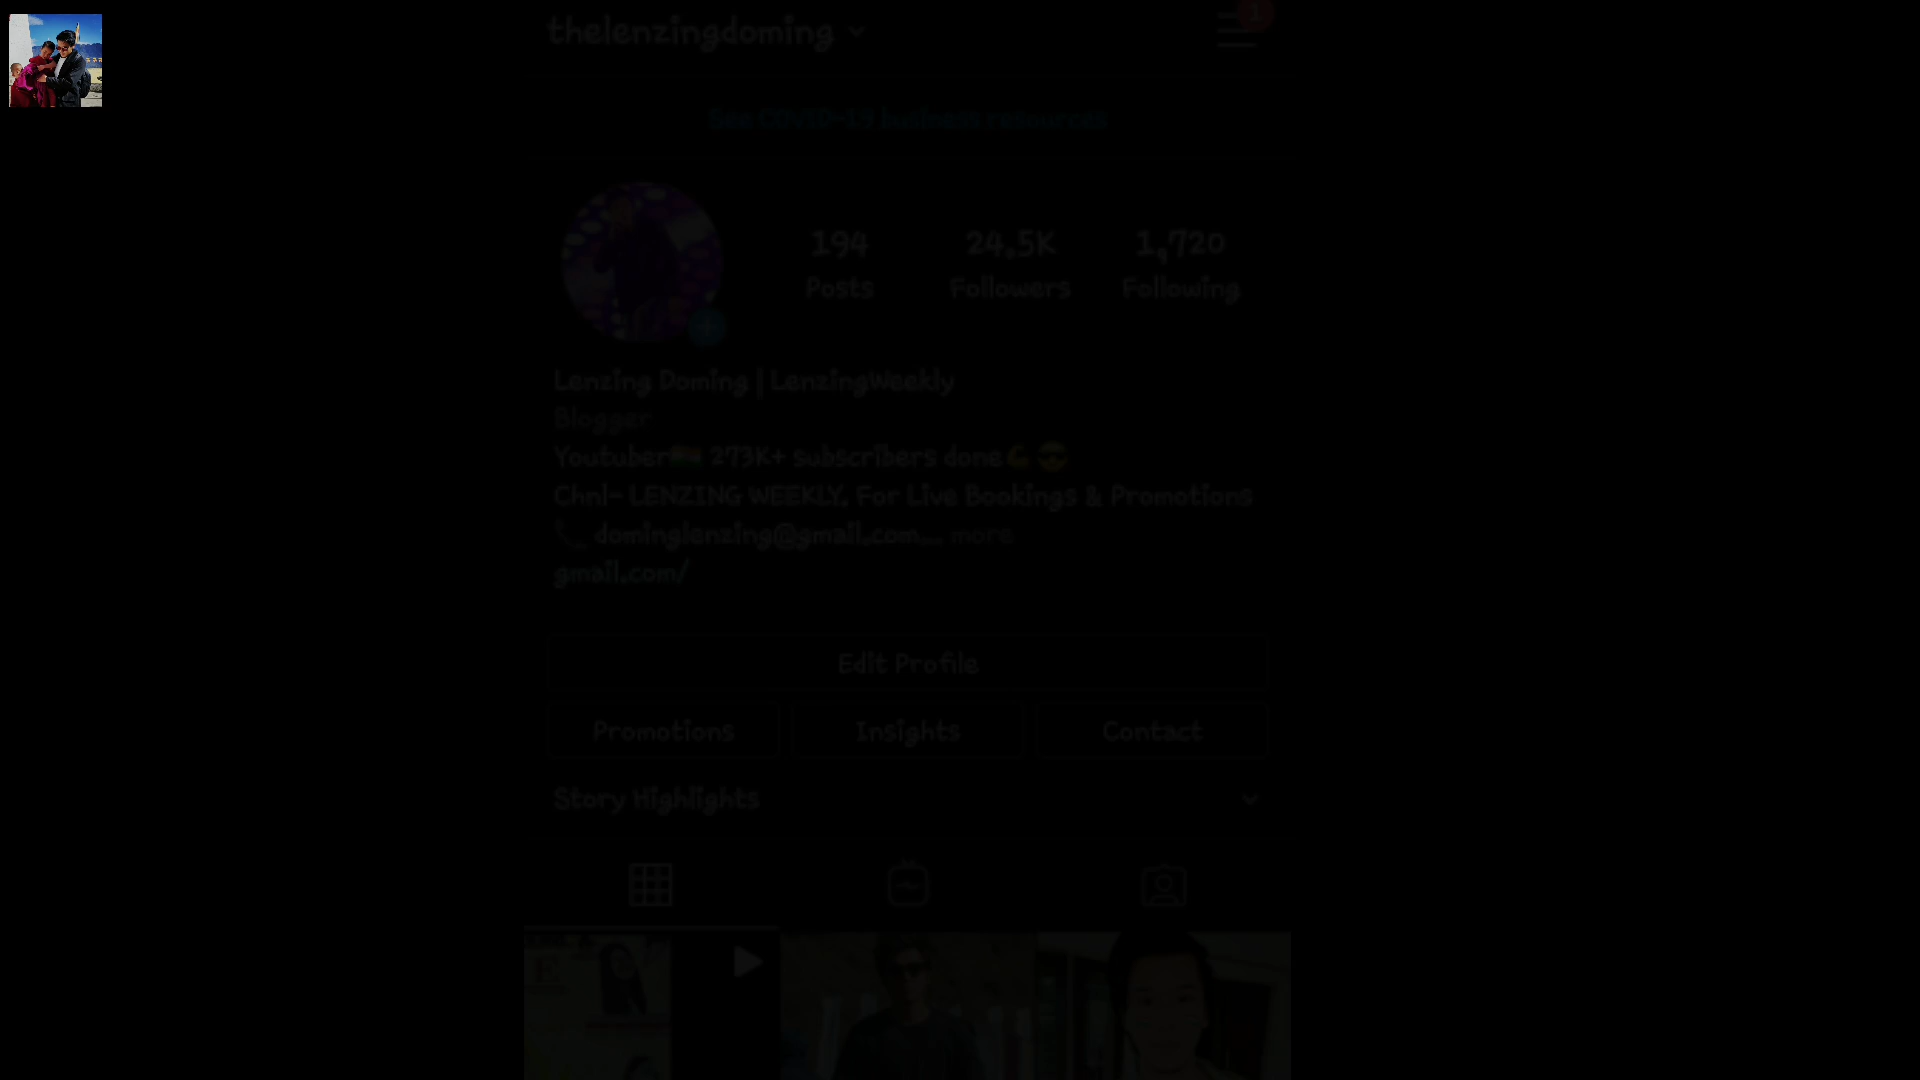 thelenzingdoming
1
See COVID-19 business resources
194 24.5K 1,720
Posts Followers Following
Lenzing Doming | LenzingWeekly
Blogger
Youtuber 273K+ subscribers done💪 😎
Chnl- LENZING WEEKLY. For Live Bookings & Promotions
📞 dominglenzing@gmail.com... more
gmail.com/
Edit Profile
Promotions Insights Contact
Story Highlights